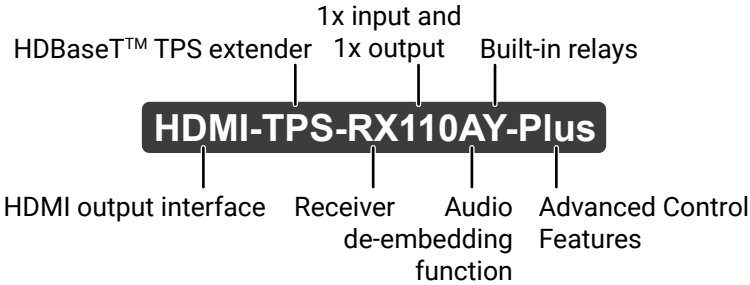 1x input and
HDBaseT™ TPS extender 1x output Built-in relays
HDMI-TPS-RX110AY-Plus
HDMI output interface Receiver Audio Advanced Control
de-embedding Features
function